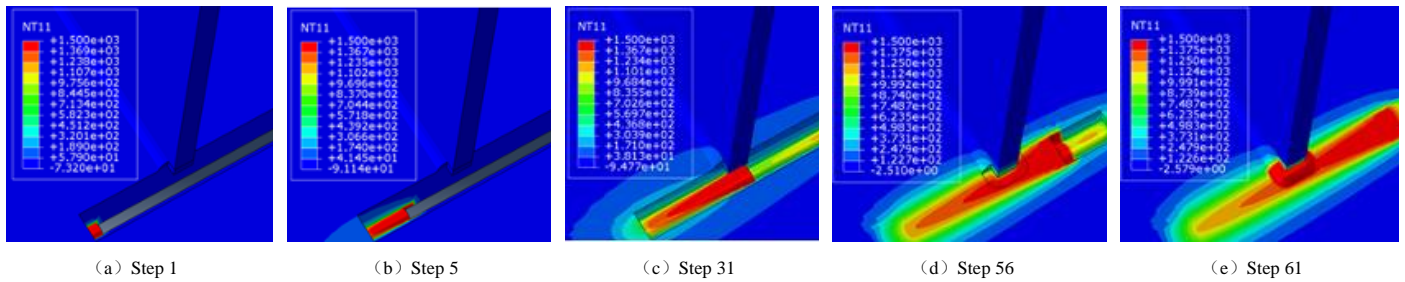 NT11
+1.500e+03
+1.369e+03
+1.238e+03
+1.107e+03
+9.756e+02
+8.445e+02
+7.134e+02
+5.823e+02
+4.512e+02
+3.201e+02
+1.890e+02
+5.790e+01
-7.320e+01
(a) Step 1
NT11
+1.500e+03
+1.367e+03
+1.235e+03
+1.102e+03
+9.696e+02
+8.370e+02
+7.044e+02
+5.718e+02
+4.392e+02
+3.066e+02
+1.740e+02
+4.145e+01
-9.114e+01
(b) Step 5
NT11
+1.500e+03
+1.367e+03
+1.234e+03
+1.101e+03
+9.684e+02
+8.355e+02
+7.026e+02
+5.697e+02
+4.368e+02
+3.039e+02
+1.710e+02
+3.813e+01
-9.477e+01
(c) Step 31
NT11
+1.500e+03
+1.375e+03
+1.250e+03
+1.124e+03
+9.992e+02
+8.740e+02
+7.487e+02
+6.235e+02
+4.983e+02
+3.731e+02
+2.479e+02
+1.227e+02
-2.510e+00
(d) Step 56
NT11
+1.500e+03
+1.375e+03
+1.250e+03
+1.124e+03
+9.991e+02
+8.739e+02
+7.487e+02
+6.235e+02
+4.983e+02
+3.731e+02
+2.479e+02
+1.226e+02
-2.579e+00
(e) Step 61